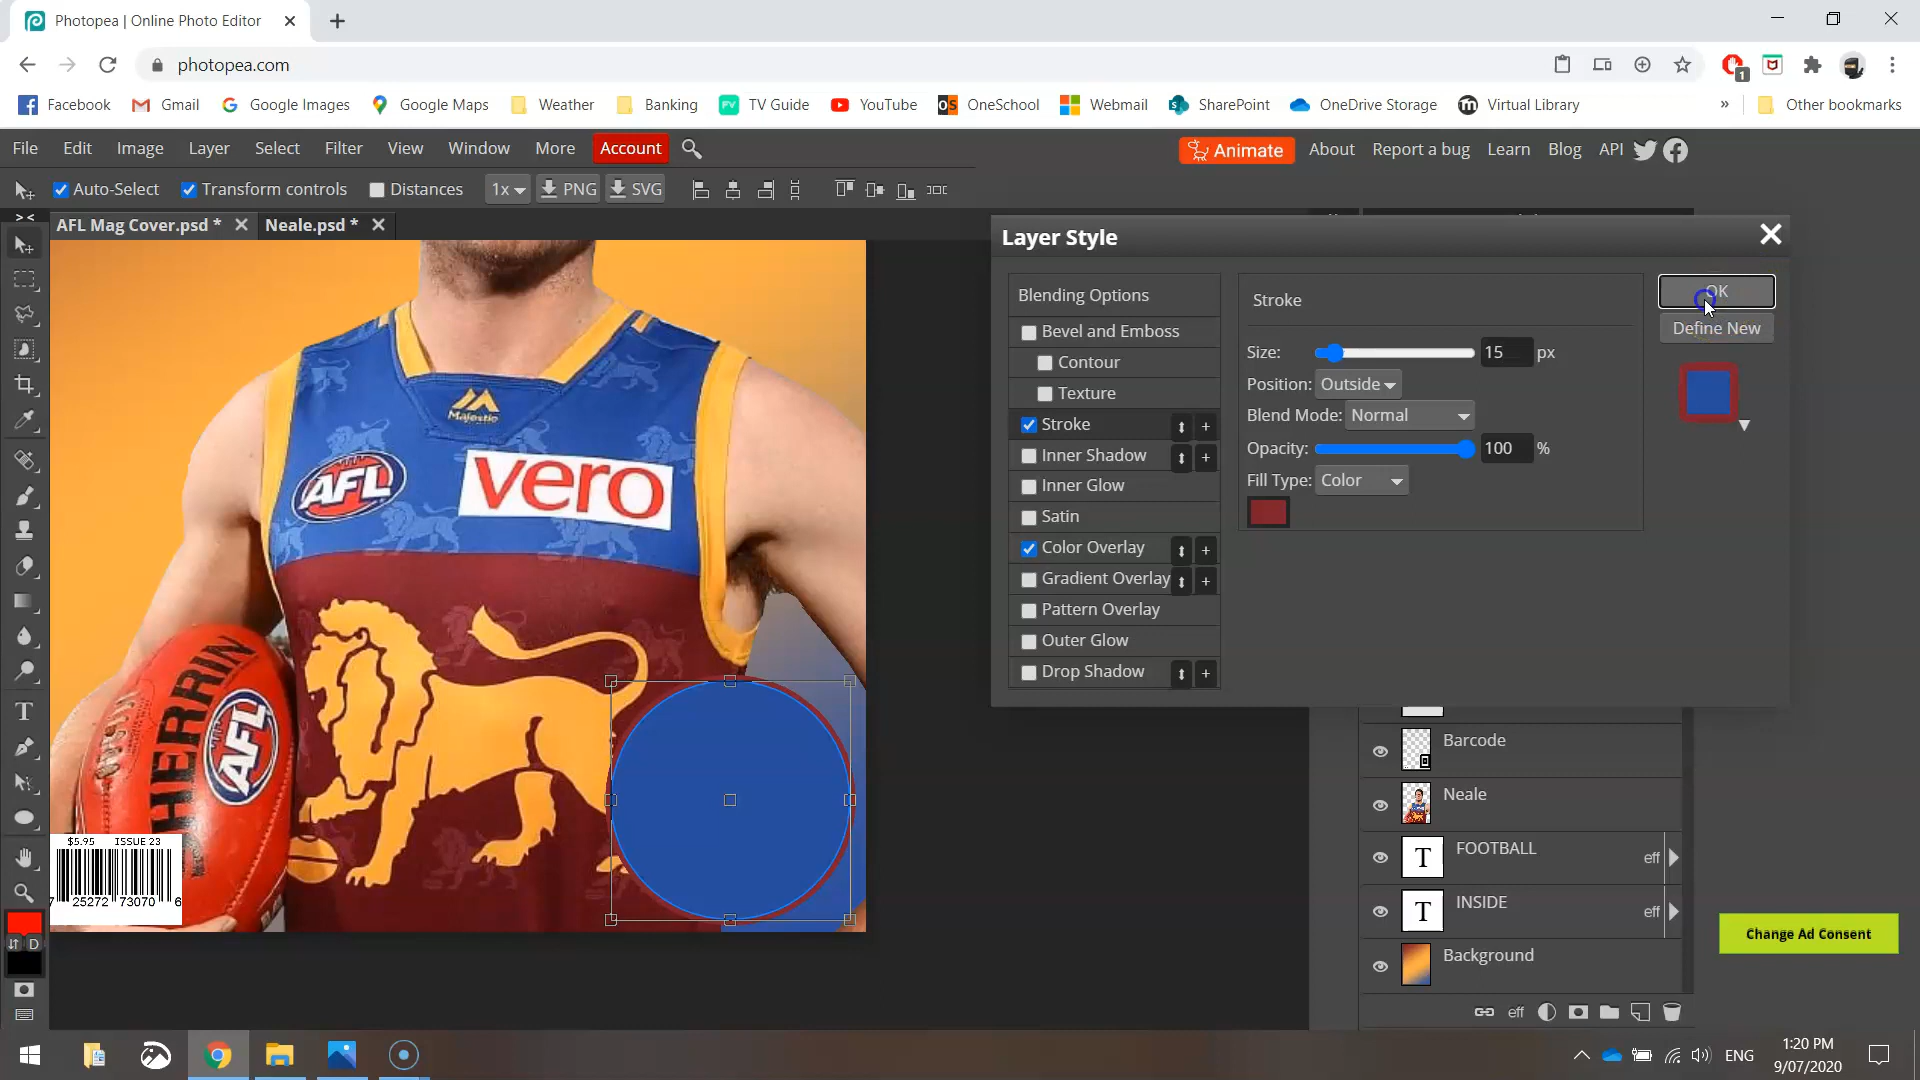 Photopea | Online Photo Editor
photopea.com
1
Facebook Gmail Google Images Google Maps Weather Banking TV Guide YouTube OneSchool Webmail SharePoint OneDrive Storage Virtual Library » Other bookmarks
File Edit Image Layer Select Filter View Window More Account Animate About Report a bug Learn Blog API
Auto-Select Transform controls Distances 1x PNG SVG
> <
AFL Mag Cover.psd * Neale.psd *
Layer Style
OK
Define New
Blending Options
Bevel and Emboss
Contour
Texture
Stroke
Inner Shadow
Inner Glow
Satin
Color Overlay
Gradient Overlay
Pattern Overlay
Outer Glow
Drop Shadow
Stroke
Size: 15 px
Position: Outside
Blend Mode: Normal
Opacity: 100 %
Fill Type: Color
Majestic
AFL
vero
SHERRIN
AFL
$5.95 ISSUE 23
7 25272 73070 6
Barcode
Neale
T FOOTBALL eff
T INSIDE eff
Background
eff
Change Ad Consent
D
ENG
1:20 PM
9/07/2020